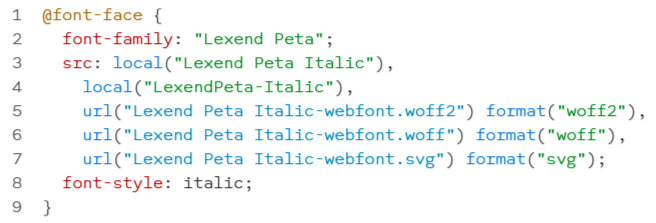 1 @font-face {
2   font-family: "Lexend Peta";
3   src: local("Lexend Peta Italic"),
4     local("LexendPeta-Italic"),
5     url("Lexend Peta Italic-webfont.woff2") format("woff2"),
6     url("Lexend Peta Italic-webfont.woff") format("woff"),
7     url("Lexend Peta Italic-webfont.svg") format("svg");
8   font-style: italic;
9 }